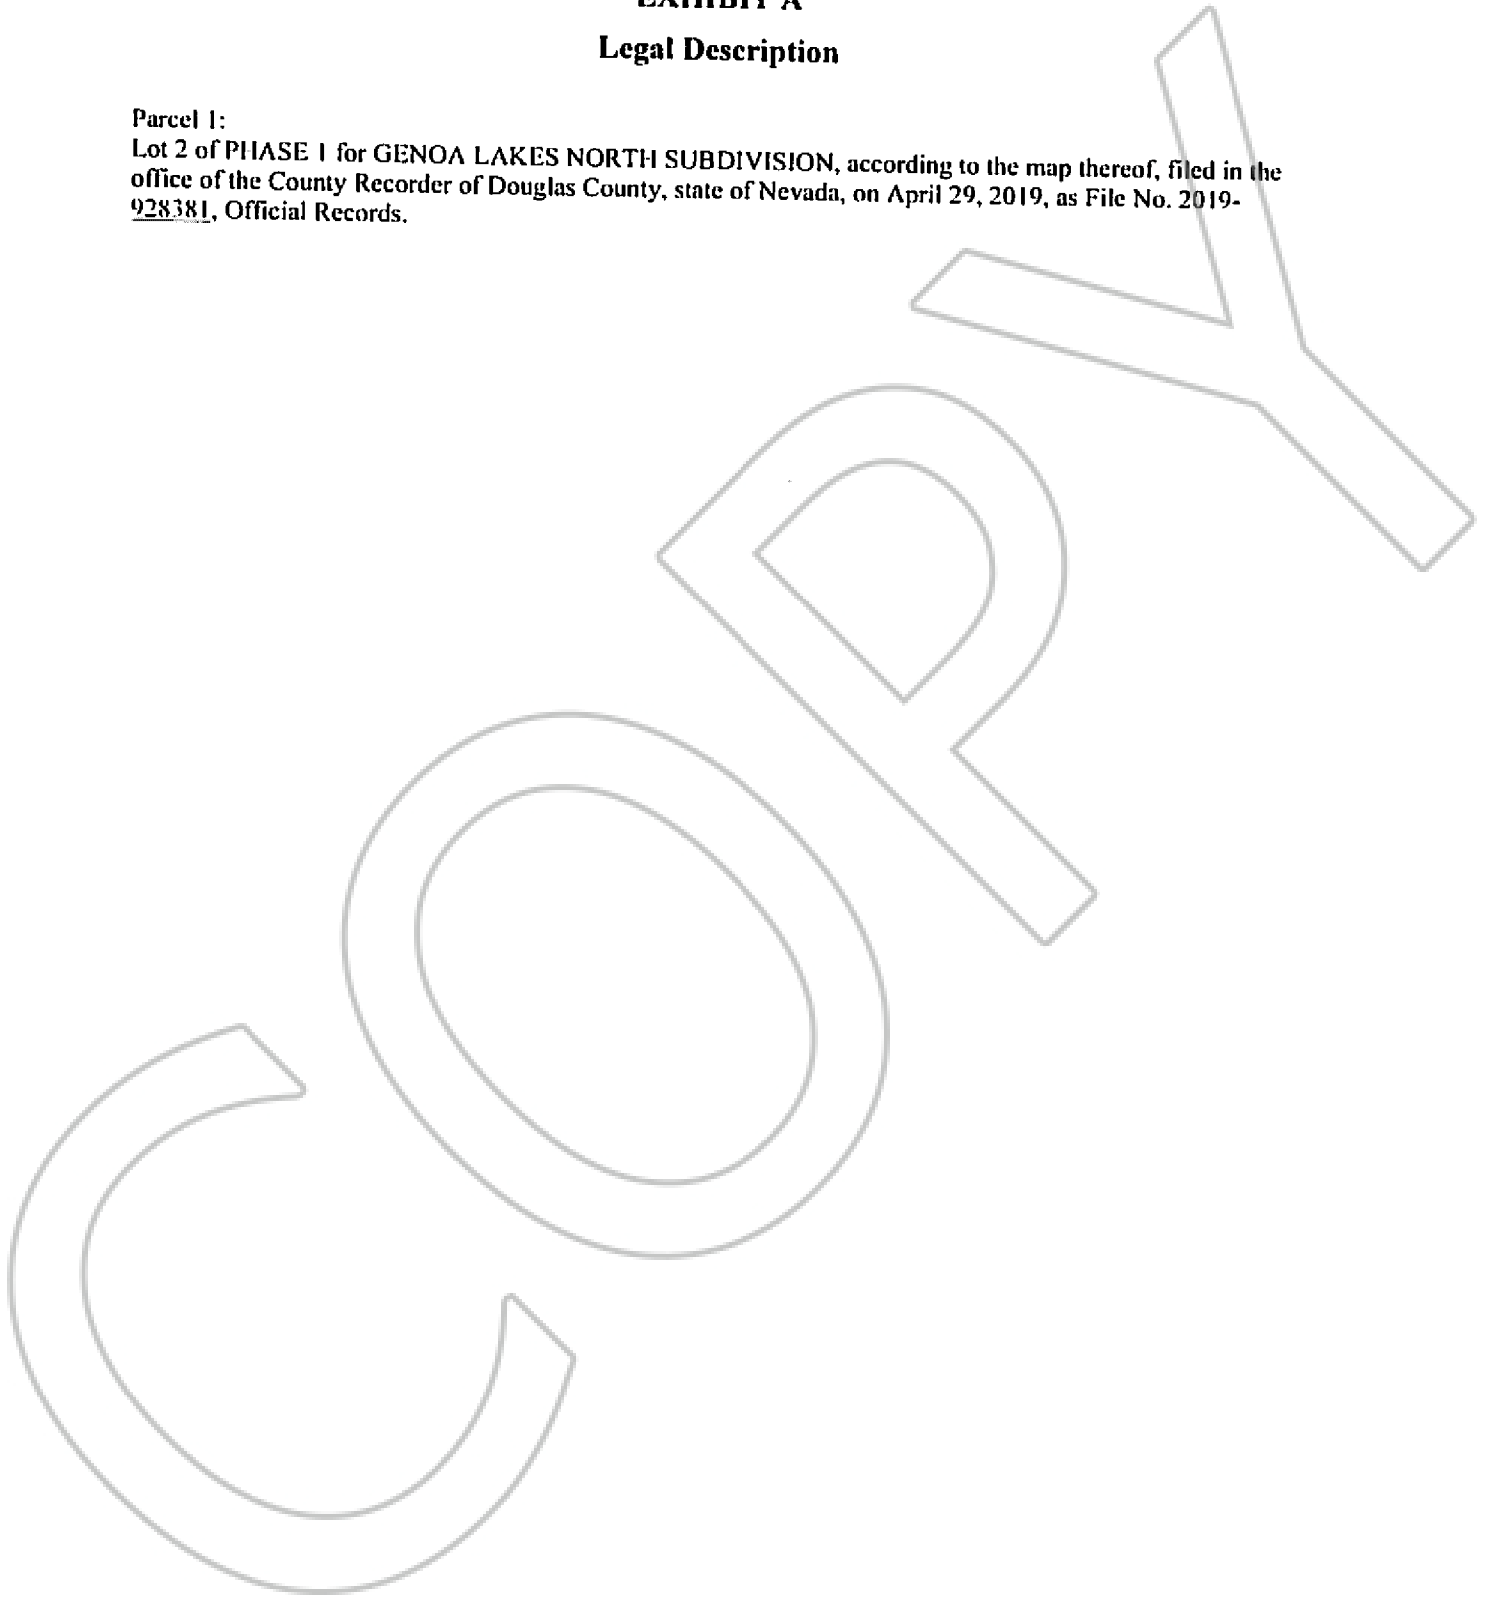 EXHIBIT A
Legal Description
Parcel 1:
Lot 2 of PHASE 1 for GENOA LAKES NORTH SUBDIVISION, according to the map thereof, filed in the
office of the County Recorder of Douglas County, state of Nevada, on April 29, 2019, as File No. 2019-
928381, Official Records.
COPY